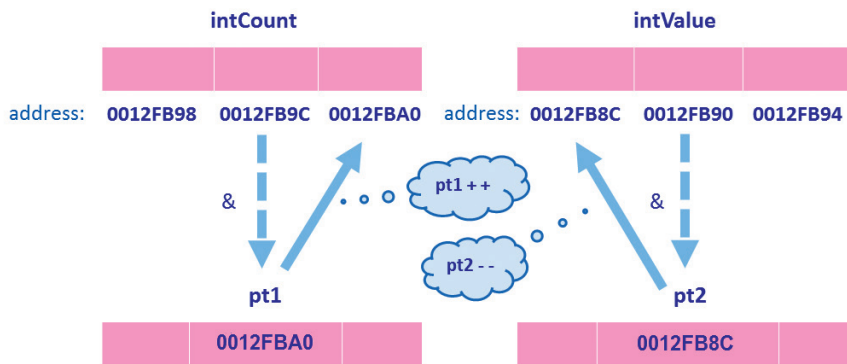 intCount
intValue
address: 0012FB98 0012FB9C 0012FBA0
address: 0012FB8C 0012FB90 0012FB94
pt1 + +
&
&
pt2 - -
pt1
pt2
0012FBA0
0012FB8C